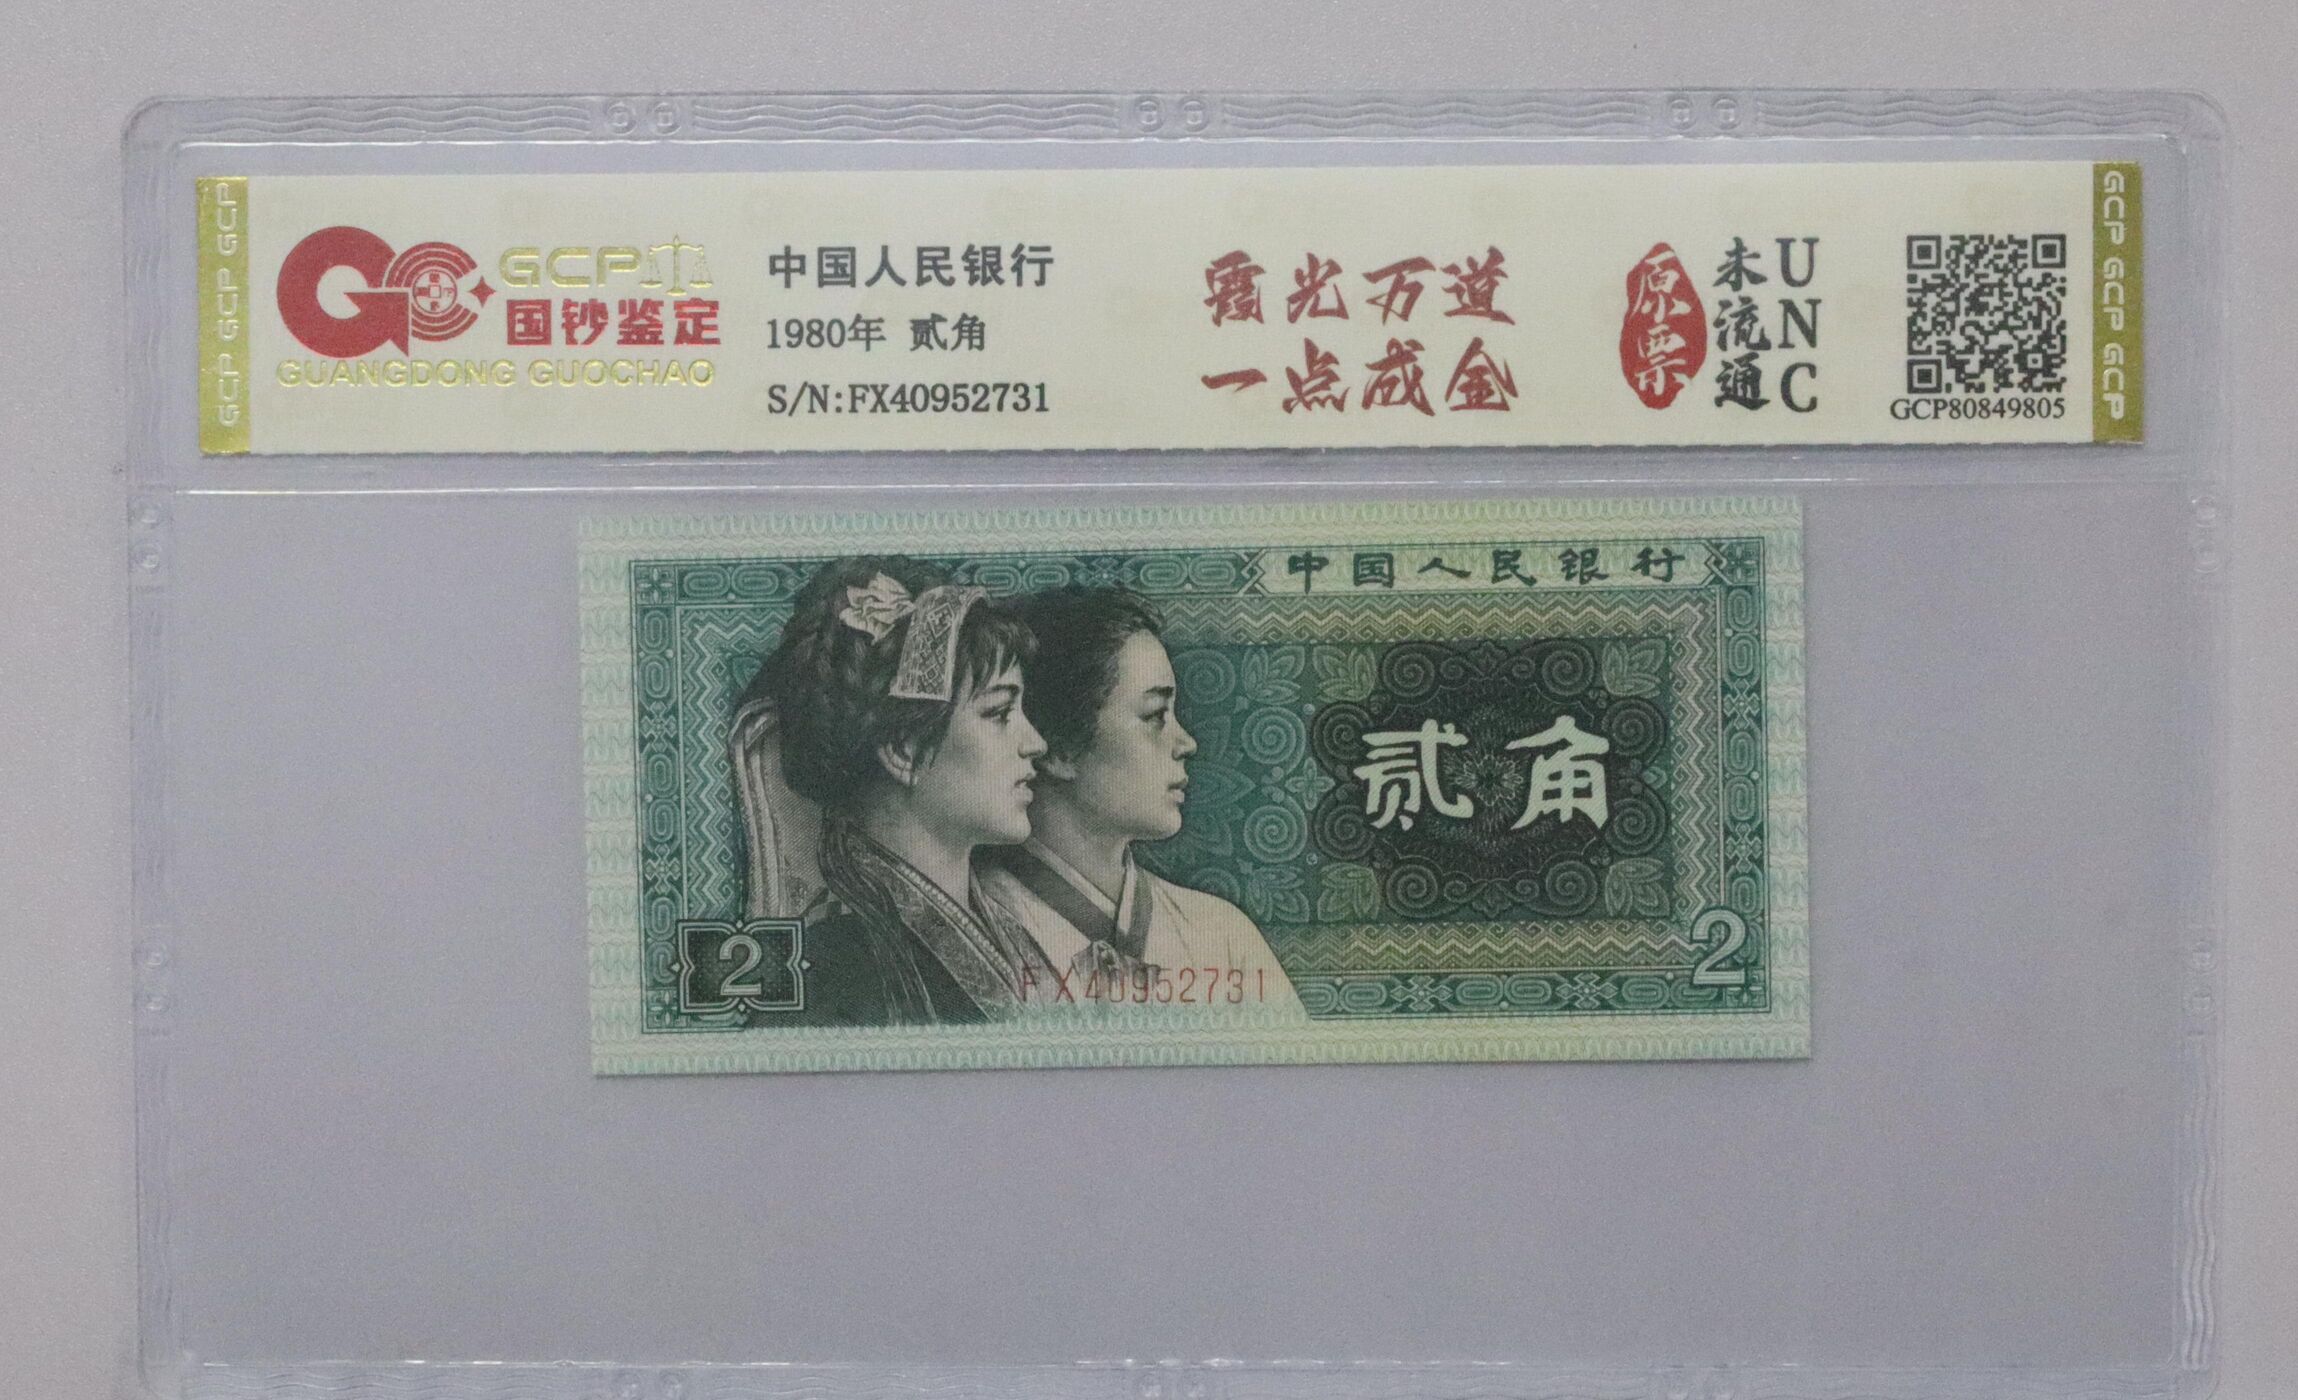 GCP GCP GCP
GCP
国钞鉴定
GUANGDONG GUOCHAO
中国人民银行
1980年 贰角
S/N:FX40952731
霞光万道
一点成金
原票
未流通
UNC
GCP80849805
GCP GCP GCP
中国人民银行
贰角
2
2
FX40952731